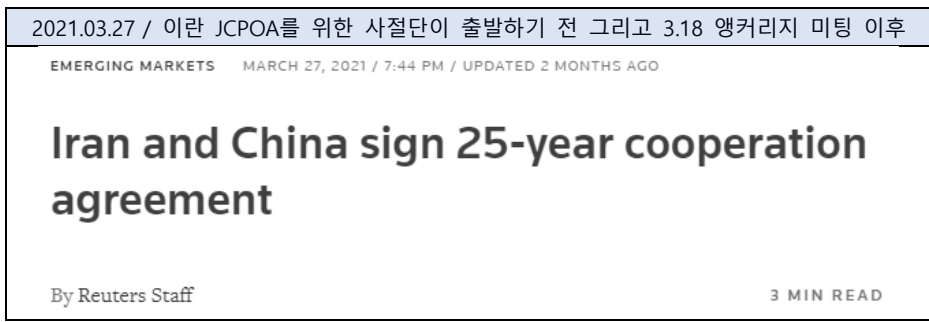 2021.03.27 / 이란 JCPOA를 위한 사절단이 출발하기 전 그리고 3.18 앵커리지 미팅 이후
EMERGING MARKETS MARCH 27, 2021 / 7:44 PM / UPDATED 2 MONTHS AGO
Iran and China sign 25-year cooperation
agreement
By Reuters Staff 3 MIN READ